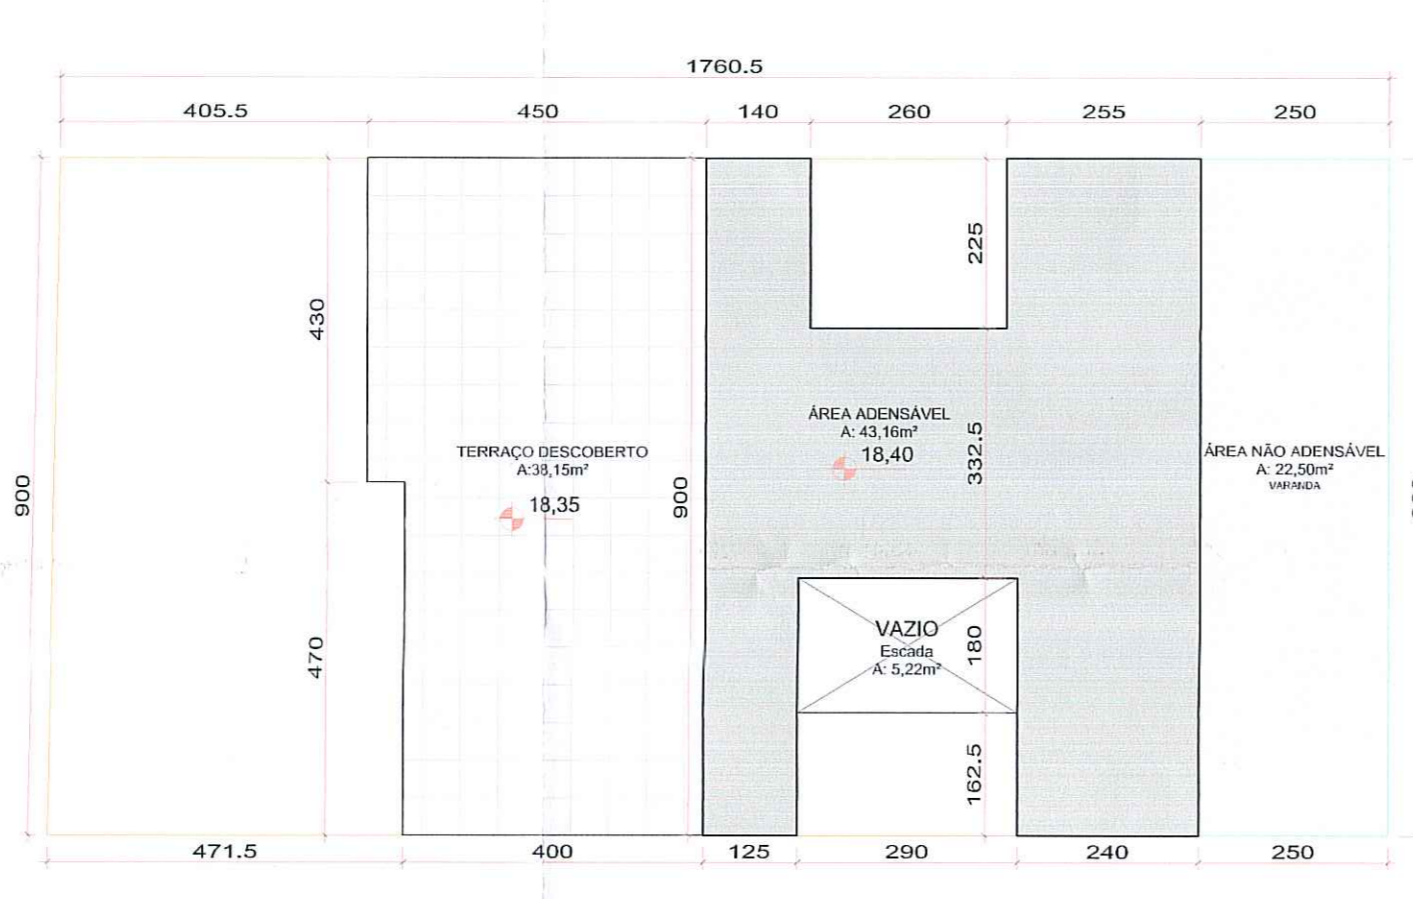 1760.5
405.5 450 140 260 255 250
225
430
ÁREA ADENSÁVEL
A: 43,16m²
18,40
332.5
TERRAÇO DESCOBERTO
A:38,15m²
18,35
ÁREA NÃO ADENSÁVEL
A: 22,50m²
VARANDA
900
900
VAZIO
Escada
A: 5,22m²
180
470
162.5
471.5 400 125 290 240 250